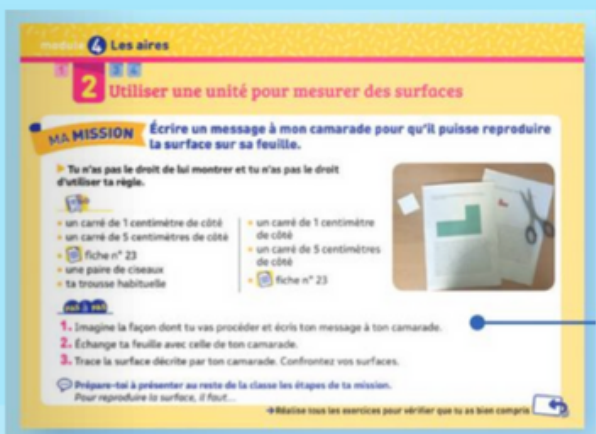 module 4 Les aires
1 2 3 4
Utiliser une unité pour mesurer des surfaces
MA MISSION Écrire un message à mon camarade pour qu'il puisse reproduire
la surface sur sa feuille.
Tu n'as pas le droit de lui montrer et tu n'as pas le droit
d'utiliser ta règle.
• un carré de 1 centimètre de côté
• un carré de 5 centimètres de côté
• fiche n° 23
• une paire de ciseaux
• ta trousse habituelle
• un carré de 1 centimètre
de côté
• un carré de 5 centimètres
de côté
• fiche n° 23
1. Imagine la façon dont tu vas procéder et écris ton message à ton camarade.
2. Échange ta feuille avec celle de ton camarade.
3. Trace la surface décrite par ton camarade. Confrontez vos surfaces.
Prépare-toi à présenter au reste de la classe les étapes de ta mission.
Pour reproduire la surface, il faut...
→ Réalise tous les exercices pour vérifier que tu as bien compris